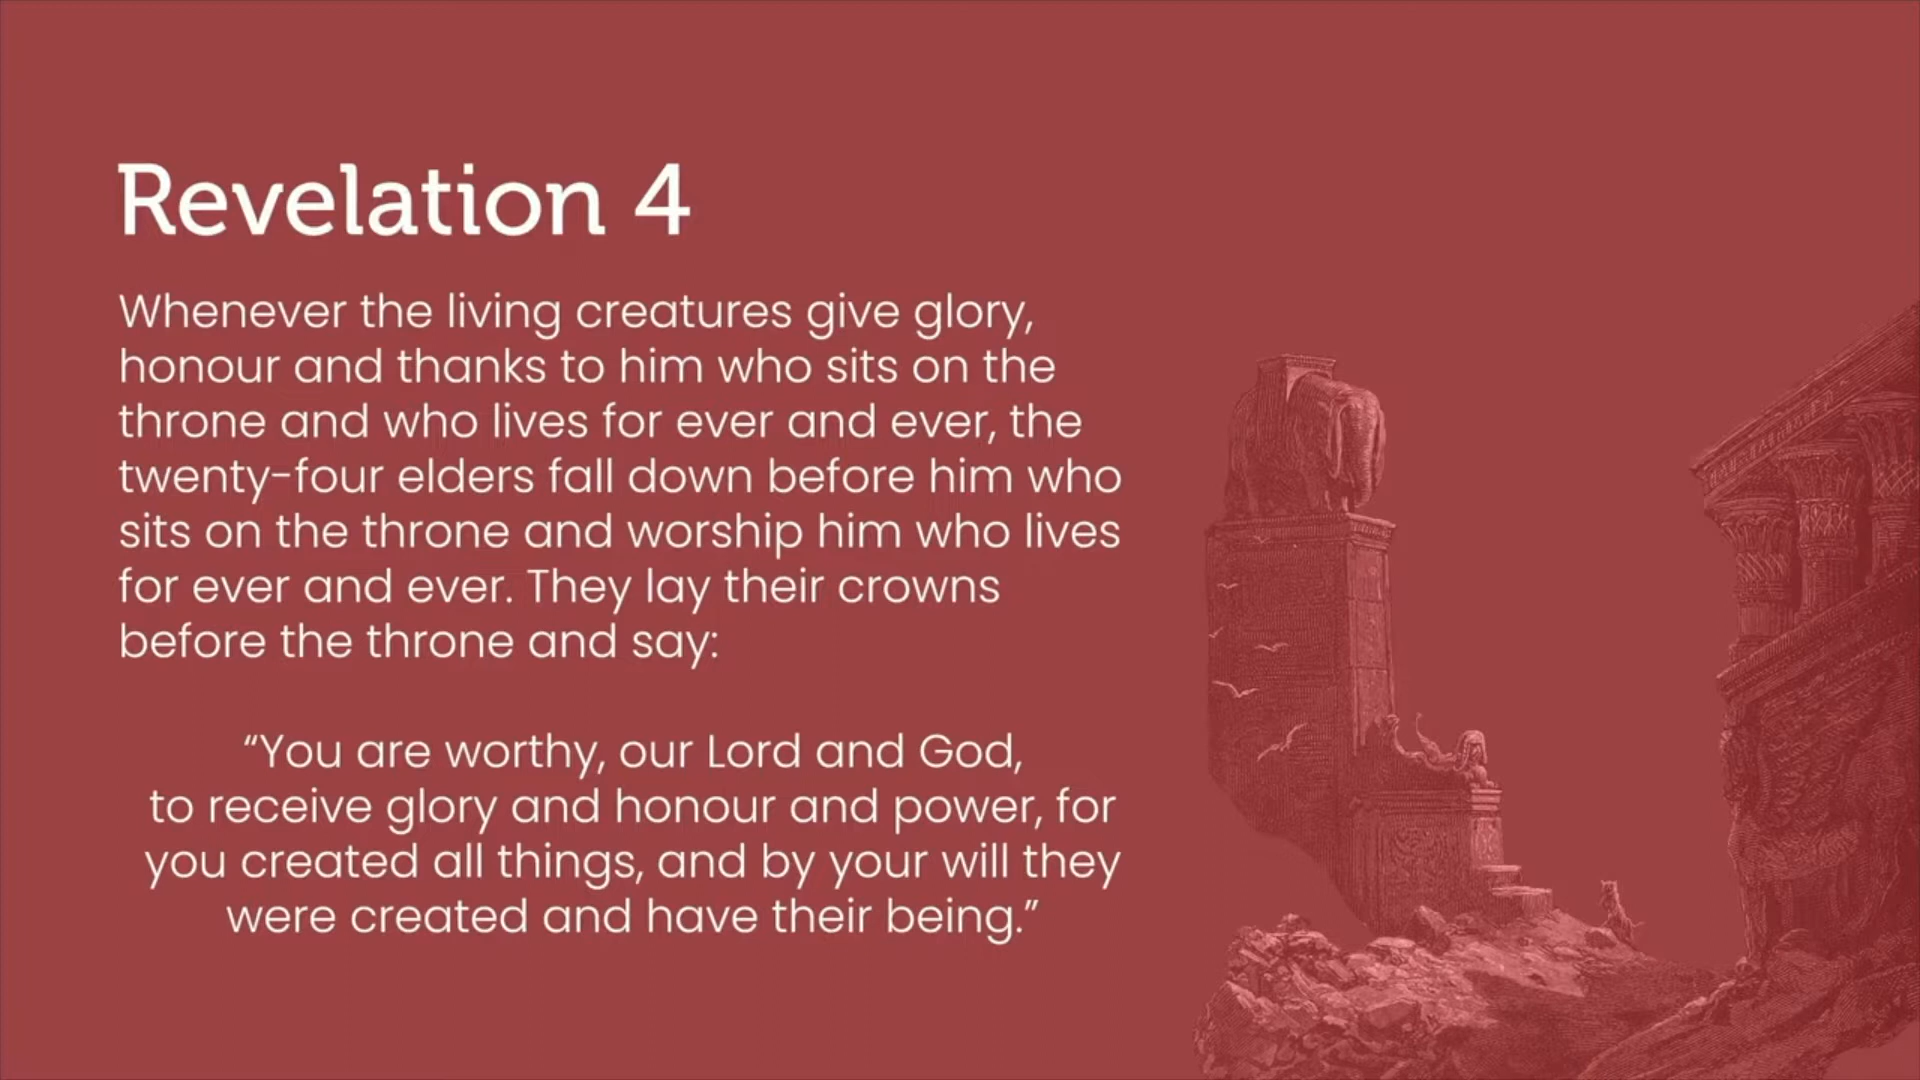 Revelation 4
Whenever the living creatures give glory,
honour and thanks to him who sits on the
throne and who lives for ever and ever, the
twenty-four elders fall down before him who
sits on the throne and worship him who lives
for ever and ever. They lay their crowns
before the throne and say:
“You are worthy, our Lord and God,
to receive glory and honour and power, for
you created all things, and by your will they
were created and have their being.”